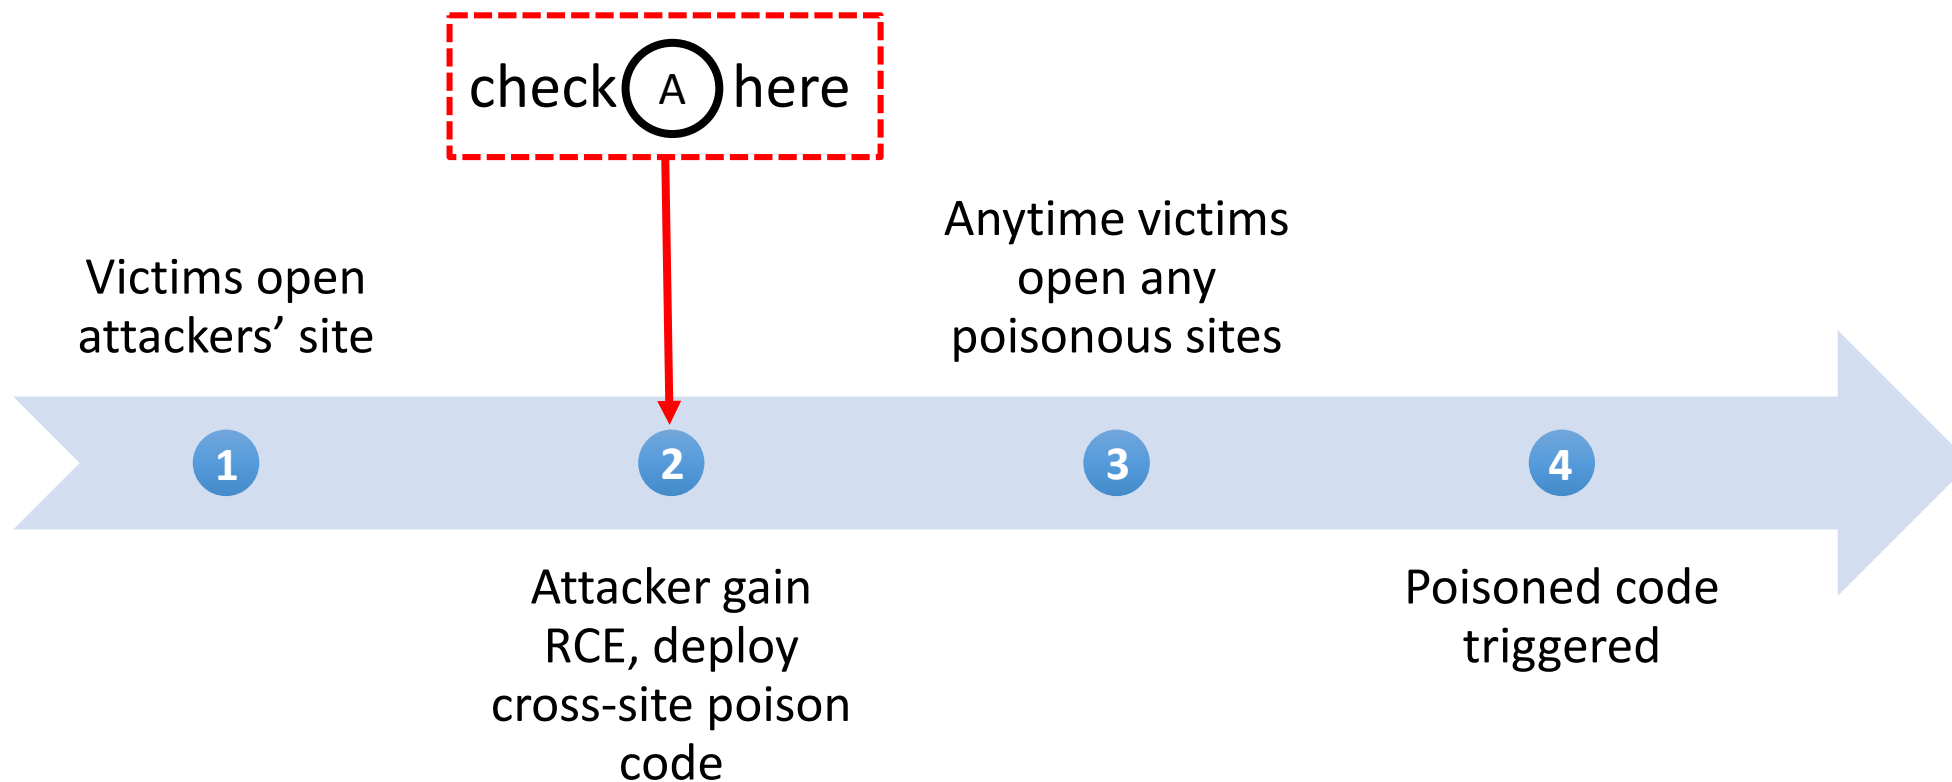 check A here
Victims open
attackers’ site
Anytime victims
open any
poisonous sites
1
2
3
4
Attacker gain
RCE, deploy
cross-site poison
code
Poisoned code
triggered